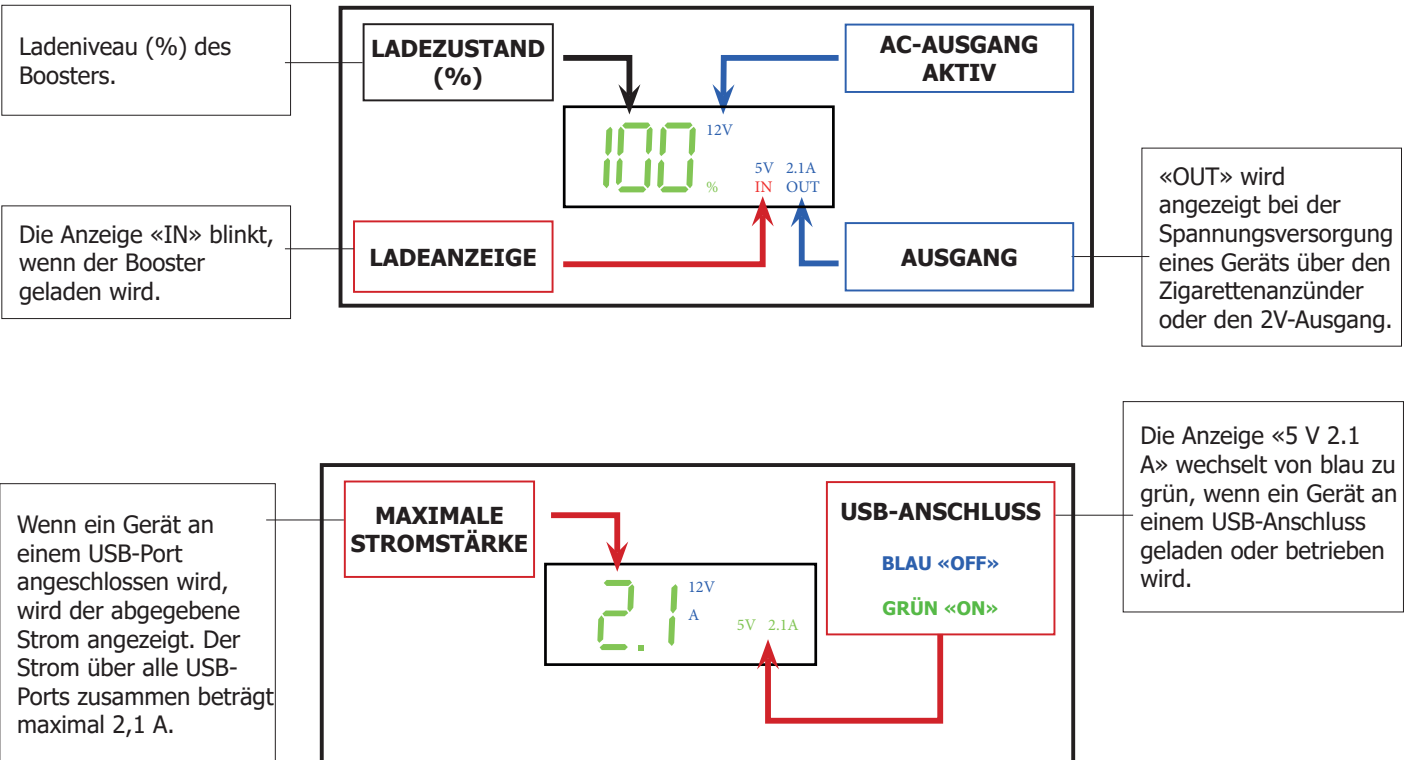 Ladeniveau (%) des
Boosters.
LADEZUSTAND
(%)
AC-AUSGANG
AKTIV
100
12V
%
5V 2.1A
IN OUT
Die Anzeige «IN» blinkt,
wenn der Booster
geladen wird.
LADEANZEIGE
AUSGANG
«OUT» wird
angezeigt bei der
Spannungsversorgung
eines Geräts über den
Zigarettenanzünder
oder den 2V-Ausgang.
Wenn ein Gerät an
einem USB-Port
angeschlossen wird,
wird der abgegebene
Strom angezeigt. Der
Strom über alle USB-
Ports zusammen beträgt
maximal 2,1 A.
MAXIMALE
STROMSTÄRKE
2.1
12V
A
5V 2.1A
USB-ANSCHLUSS
BLAU «OFF»
GRÜN «ON»
Die Anzeige «5 V 2.1
A» wechselt von blau zu
grün, wenn ein Gerät an
einem USB-Anschluss
geladen oder betrieben
wird.